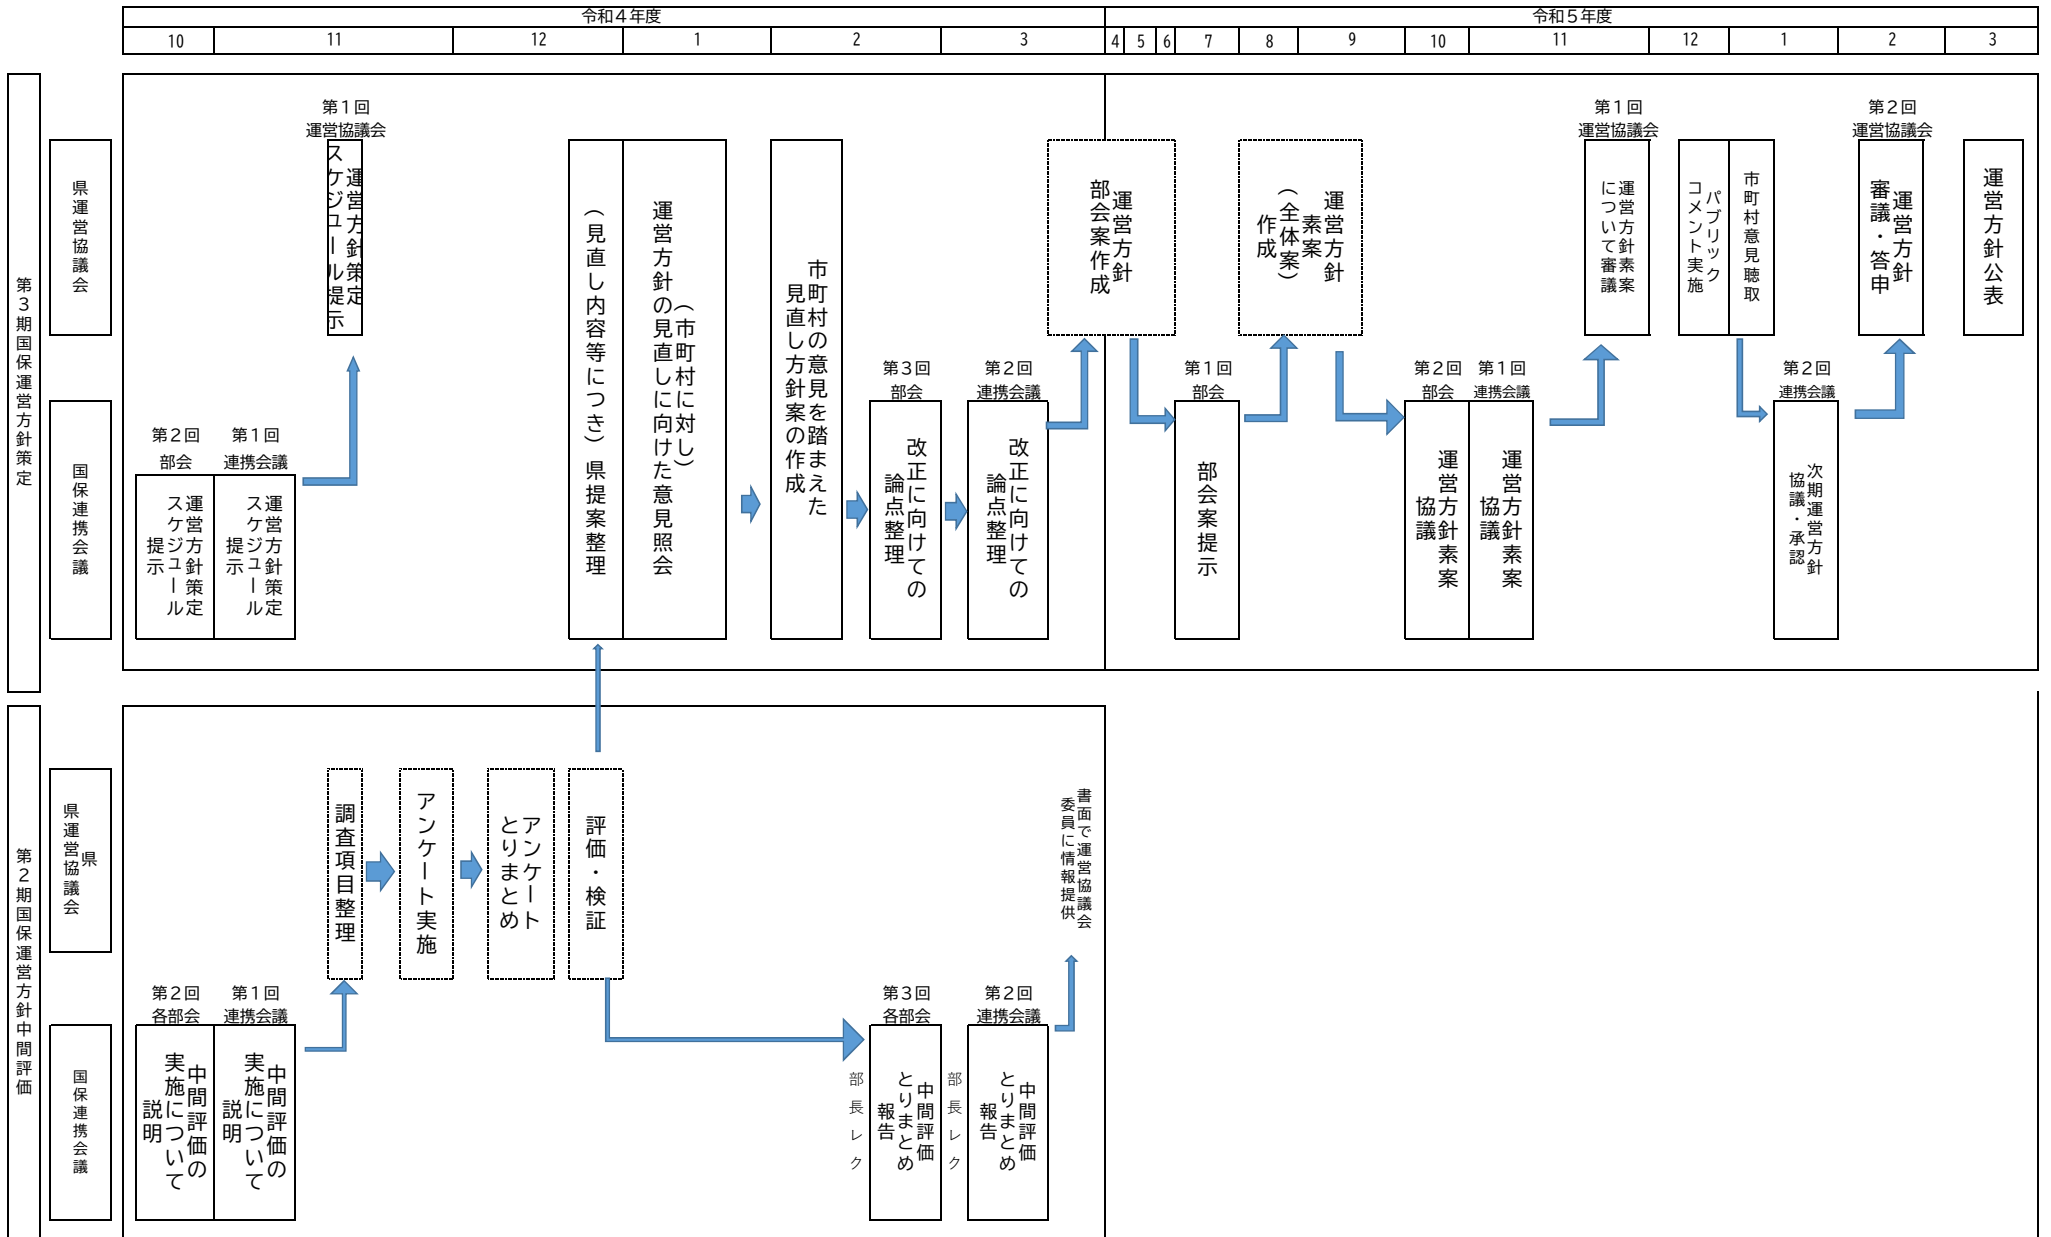 令和４年度
令和５年度
10
11
12
1
2
3
4
5
6
7
8
9
10
11
12
1
2
3
第３期国保運営方針策定
県運営協議会
国保連携会議
第２回
部会
運営方針策定
スケジュール
提示
第１回
連携会議
運営方針策定
スケジュール
提示
第１回
運営協議会
運営方針策定
スケジュール提示
（見直し内容等につき）県提案整理
（市町村に対し）
運営方針の見直しに向けた意見照会
市町村の意見を踏まえた
見直し方針案の作成
第３回
部会
改正に向けての
論点整理
第２回
連携会議
改正に向けての
論点整理
運営方針
部会案作成
第１回
部会
部会案提示
運営方針
素案
（全体案）
作成
第２回
部会
運営方針素案
協議
第１回
連携会議
運営方針素案
協議
第１回
運営協議会
運営方針素案
について審議
パブリック
コメント実施
市町村意見聴取
第２回
連携会議
次期運営方針
協議・承認
第２回
運営協議会
運営方針
審議・答申
運営方針公表
第２期国保運営方針中間評価
県
県運営協議会
国保連携会議
第２回
各部会
中間評価の
実施について
説明
第１回
連携会議
中間評価の
実施について
説明
調査項目整理
アンケート実施
アンケート
とりまとめ
評価・検証
部長レク
第３回
各部会
中間評価
とりまとめ
報告
部長レク
第２回
連携会議
中間評価
とりまとめ
報告
書面で運営協議会
委員に情報提供